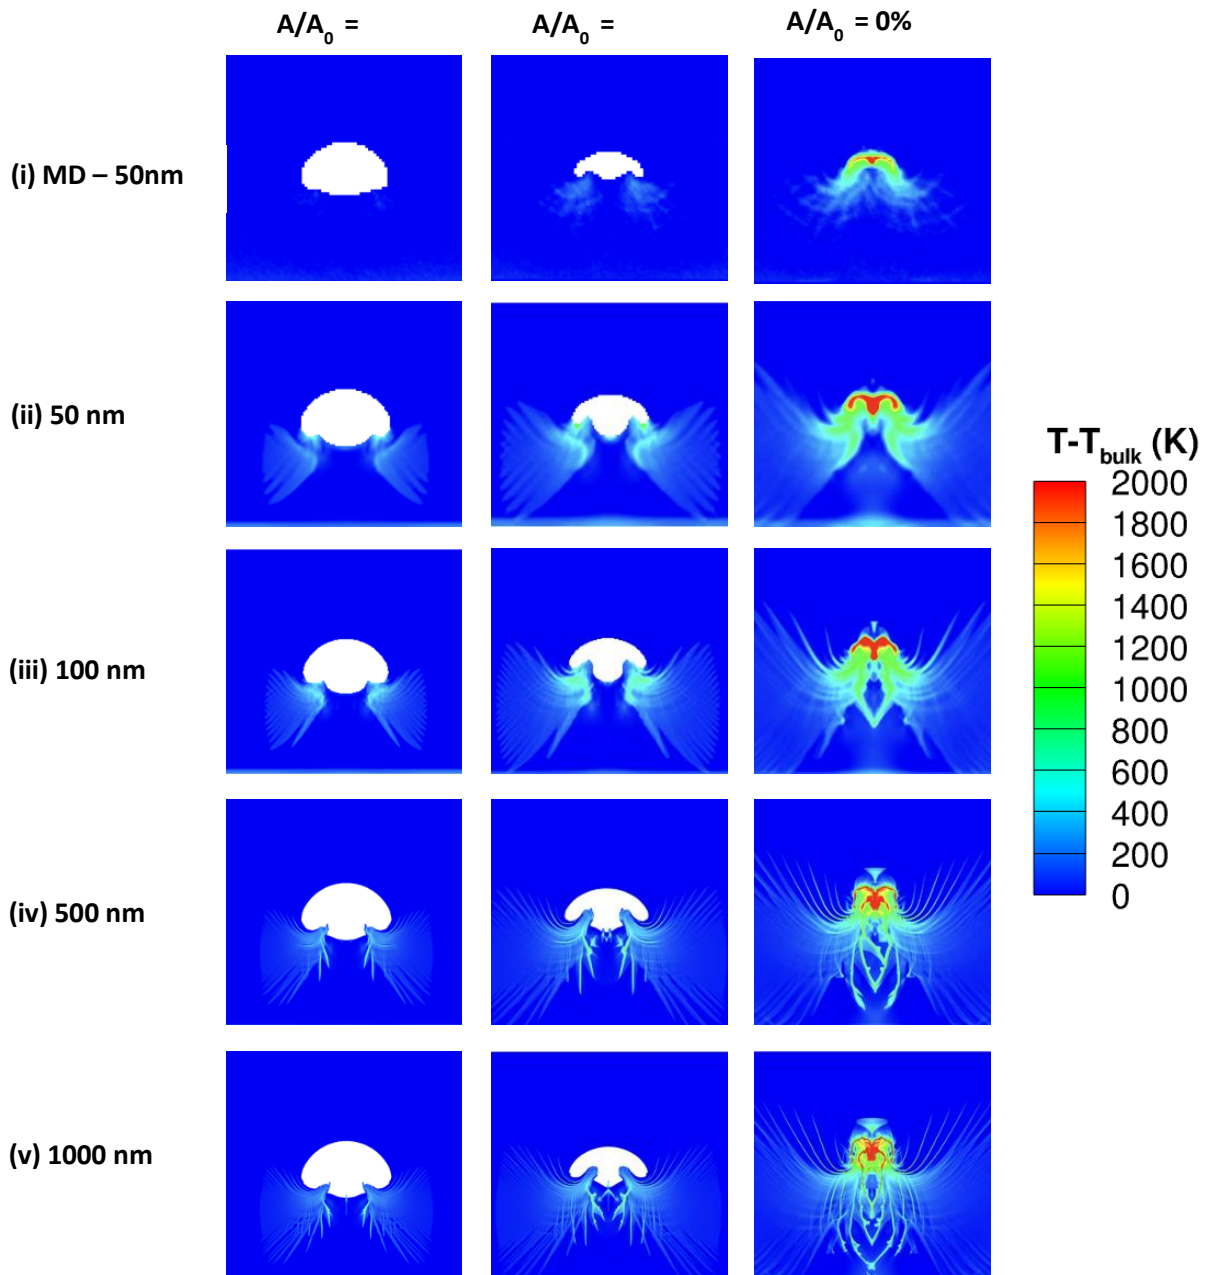 A/A₀ = A/A₀ = A/A₀ = 0%
(i) MD – 50nm
(ii) 50 nm
(iii) 100 nm
(iv) 500 nm
(v) 1000 nm
T-T_bulk (K)
2000
1800
1600
1400
1200
1000
800
600
400
200
0